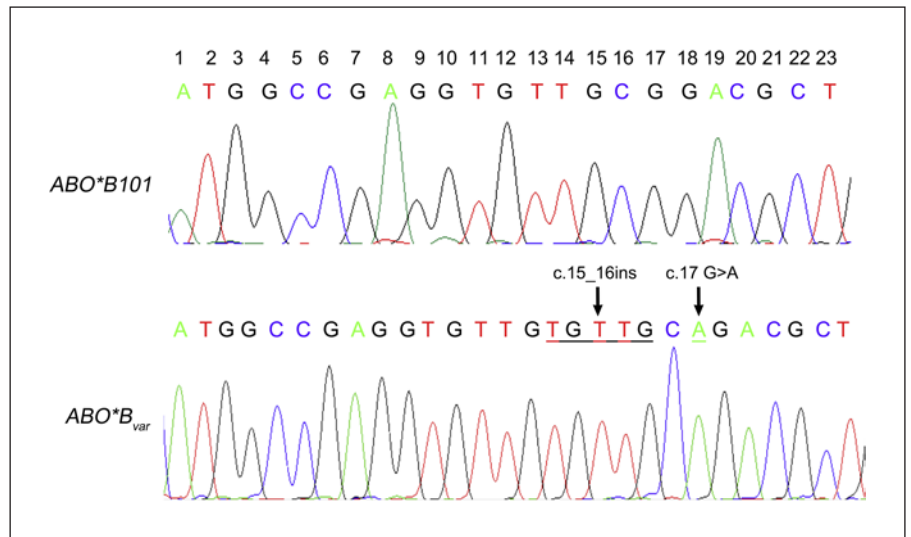 1 2 3 4 5 6 7 8 9 10 11 12 13 14 15 16 17 18 19 20 21 22 23
A T G G C C G A G G T G T T G C G G A C G C T
ABO*B101
c.15_16ins c.17 G>A
A T G G C C G A G G T G T T G T G T T G C A G A C G C T
ABO*Bvar